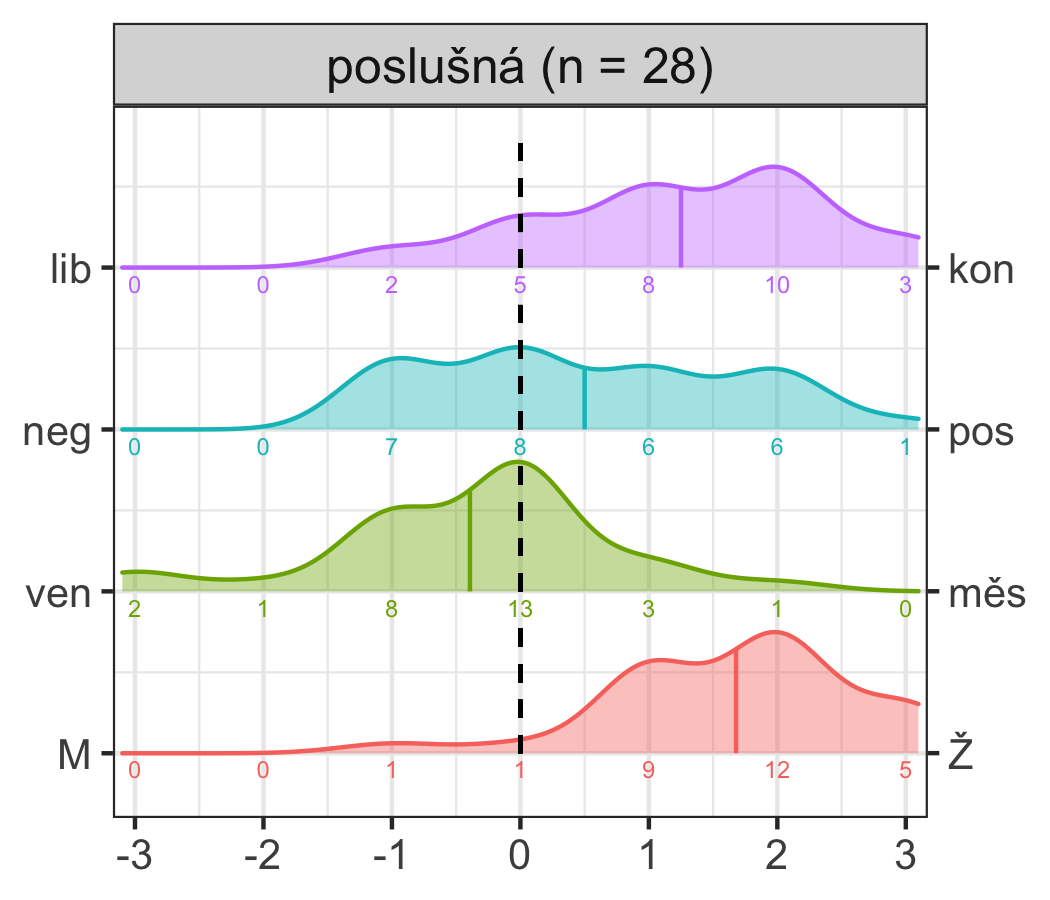 poslušná (n = 28)
lib kon
0 0 2 5 8 10 3
neg pos
0 0 7 8 6 6 1
ven měs
2 1 8 13 3 1 0
M Ž
0 0 1 1 9 12 5
-3 -2 -1 0 1 2 3